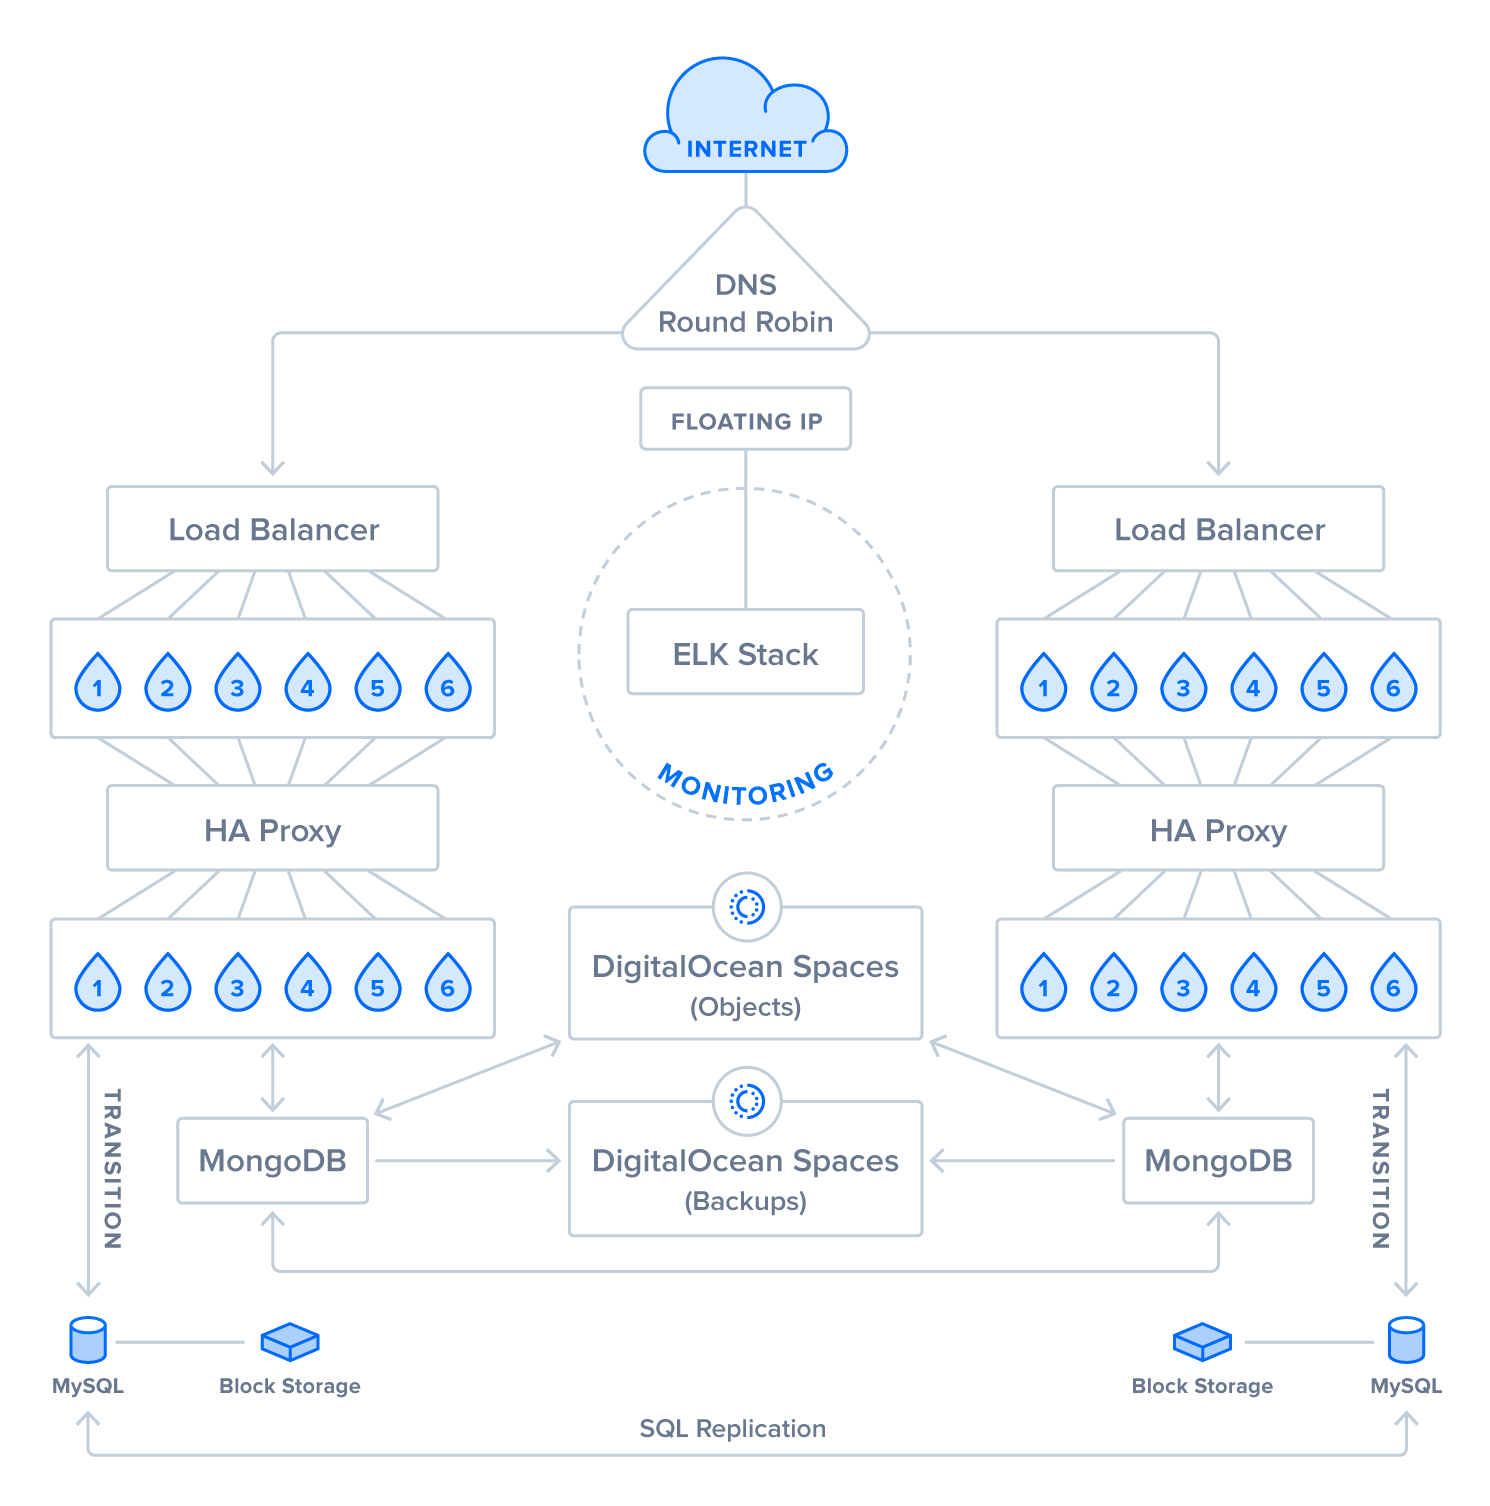 INTERNET
DNS
Round Robin
FLOATING IP
Load Balancer
Load Balancer
1 2 3 4 5 6
ELK Stack
1 2 3 4 5 6
MONITORING
HA Proxy
HA Proxy
1 2 3 4 5 6
DigitalOcean Spaces
(Objects)
1 2 3 4 5 6
TRANSITION
MongoDB
DigitalOcean Spaces
(Backups)
MongoDB
TRANSITION
MySQL
Block Storage
Block Storage
MySQL
SQL Replication